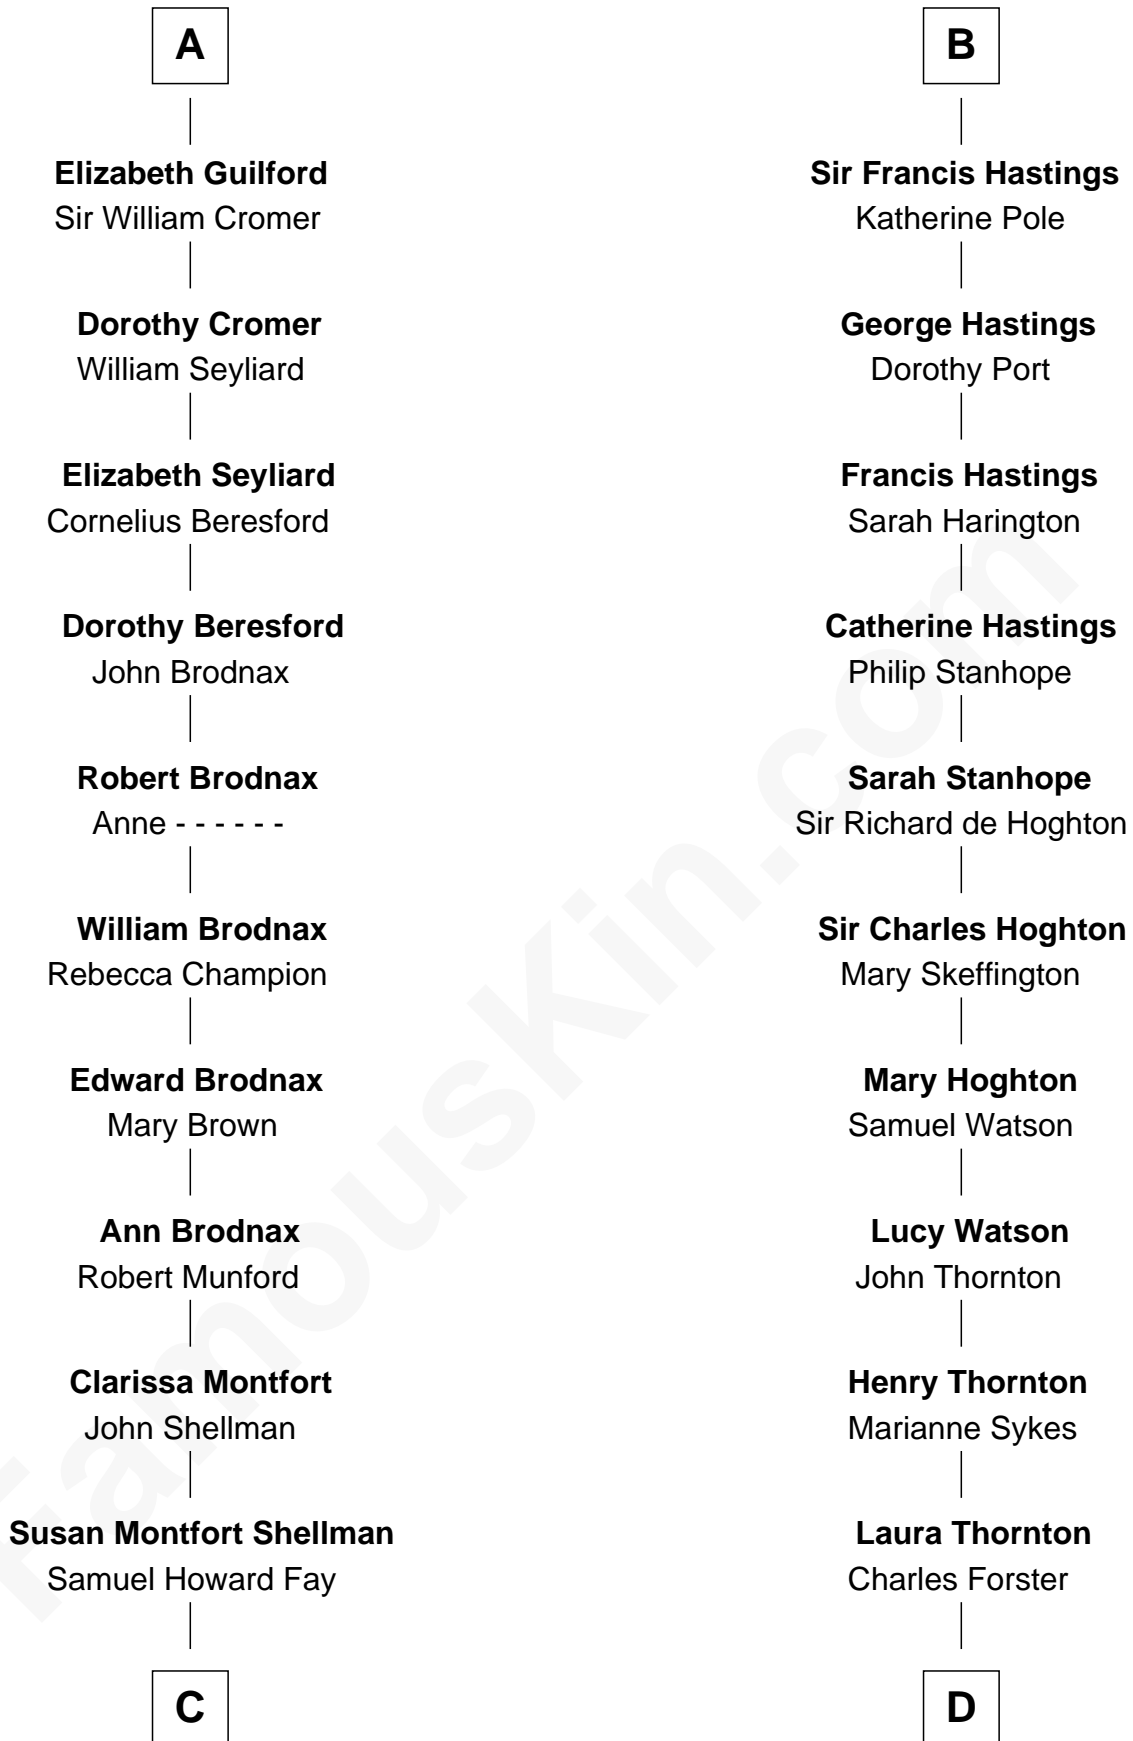 A
Elizabeth Guilford
Sir William Cromer
Dorothy Cromer
William Seyliard
Elizabeth Seyliard
Cornelius Beresford
Dorothy Beresford
John Brodnax
Robert Brodnax
Anne - - - - - -
William Brodnax
Rebecca Champion
Edward Brodnax
Mary Brown
Ann Brodnax
Robert Munford
Clarissa Montfort
John Shellman
Susan Montfort Shellman
Samuel Howard Fay
C
B
Sir Francis Hastings
Katherine Pole
George Hastings
Dorothy Port
Francis Hastings
Sarah Harington
Catherine Hastings
Philip Stanhope
Sarah Stanhope
Sir Richard de Hoghton
Sir Charles Hoghton
Mary Skeffington
Mary Hoghton
Samuel Watson
Lucy Watson
John Thornton
Henry Thornton
Marianne Sykes
Laura Thornton
Charles Forster
D
FamousKin.com